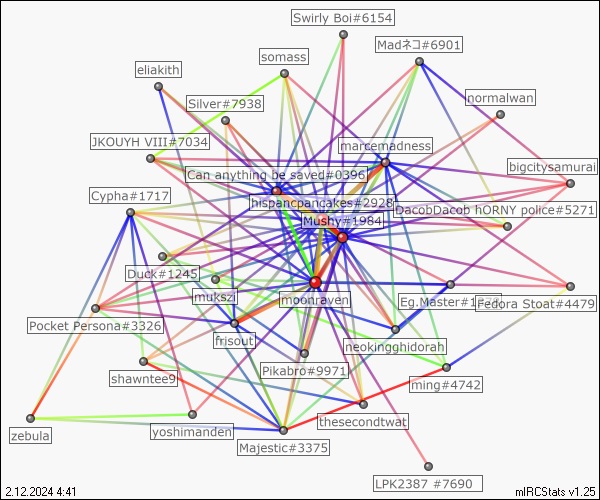 Swirly Boi#6154
Madネコ#6901
somass
eliakith
normalwan
Silver#7938
JKOUYH VIII#7034
marcemadness
bigcitysamurai
Can anything be saved#0396
Cypha#1717
hispancpancakes#2928
DacobDacob hORNY police#5271
Mushy#1984
Duck#1245
mukszi
moonraven
Eg.Master#1
Fedora Stoat#4479
Pocket Persona#3326
frisout
neokingghidorah
Pikabro#9971
shawntee9
ming#4742
thesecondtwat
zebula
yoshimanden
Majestic#3375
LPK2387 #7690
2.12.2024 4:41
mIRCStats v1.25